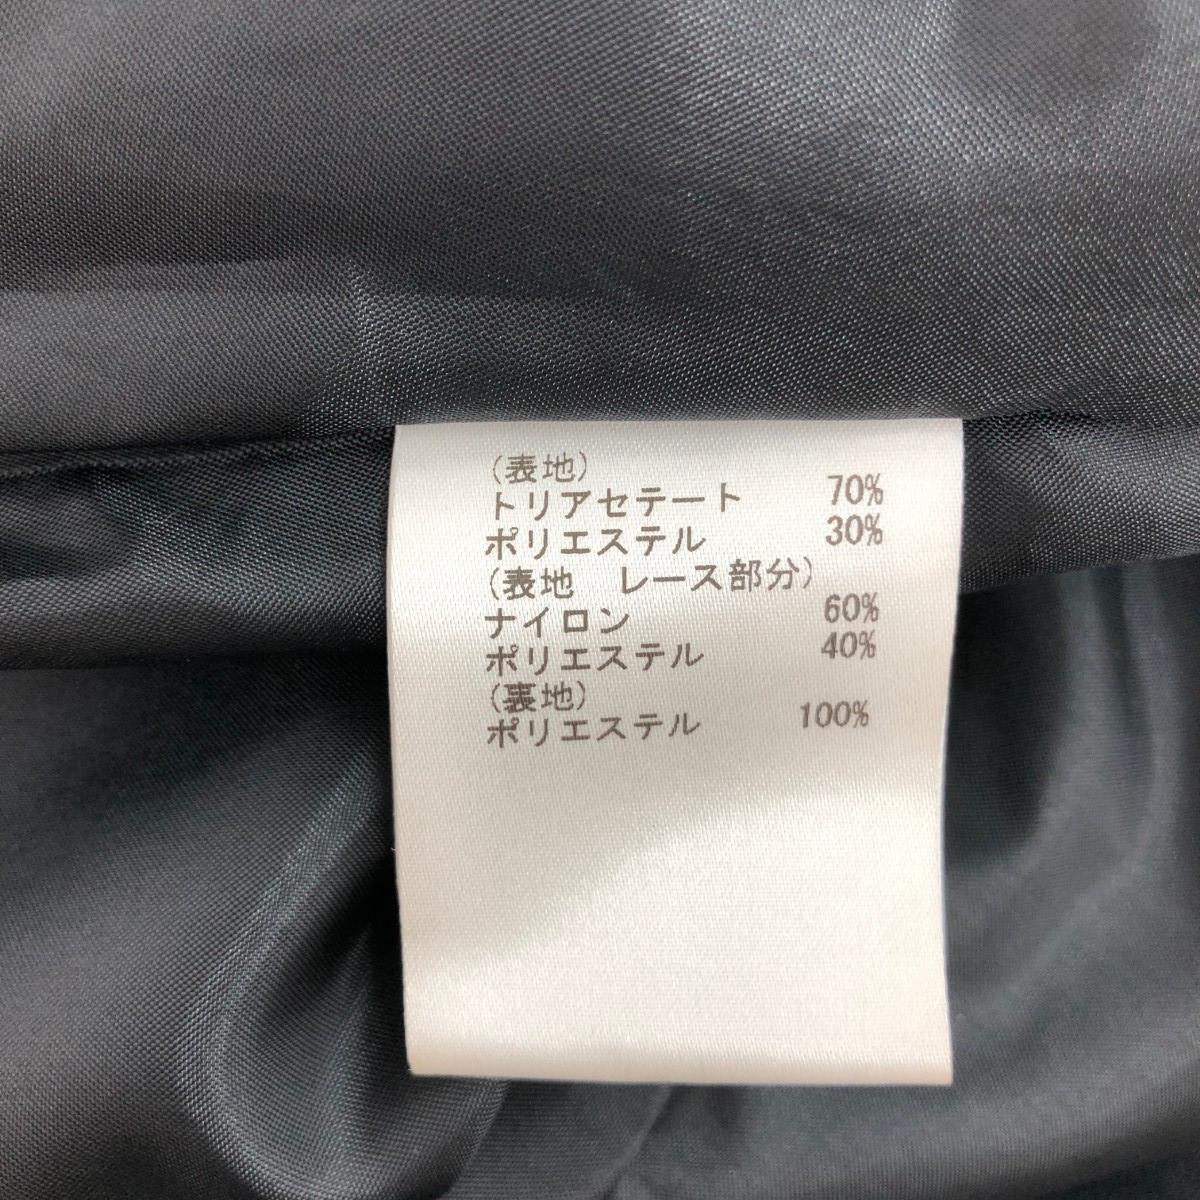 (表地)
トリアセテート 70%
ポリエステル 30%
(表地 レース部分)
ナイロン 60%
ポリエステル 40%
(裏地)
ポリエステル 100%